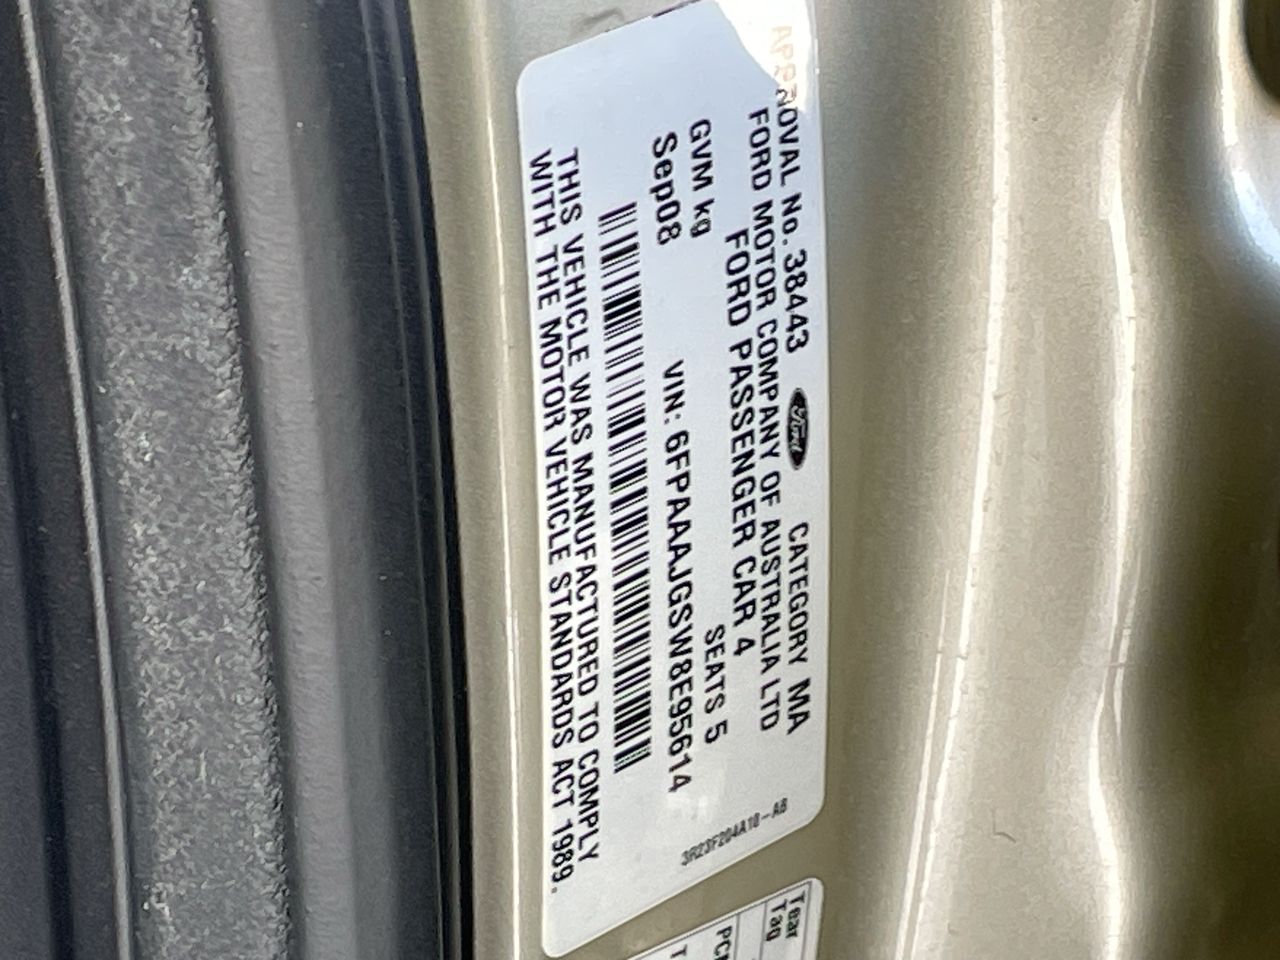 APPROVAL No. 38443 CATEGORY MA
Ford
FORD MOTOR COMPANY OF AUSTRALIA LTD
FORD PASSENGER CAR 4
GVM kg SEATS 5
Sep08 VIN: 6FPAAAJGSW8E95614
THIS VEHICLE WAS MANUFACTURED TO COMPLY
WITH THE MOTOR VEHICLE STANDARDS ACT 1989.
3R23F204A10-AB
Tear
Tag